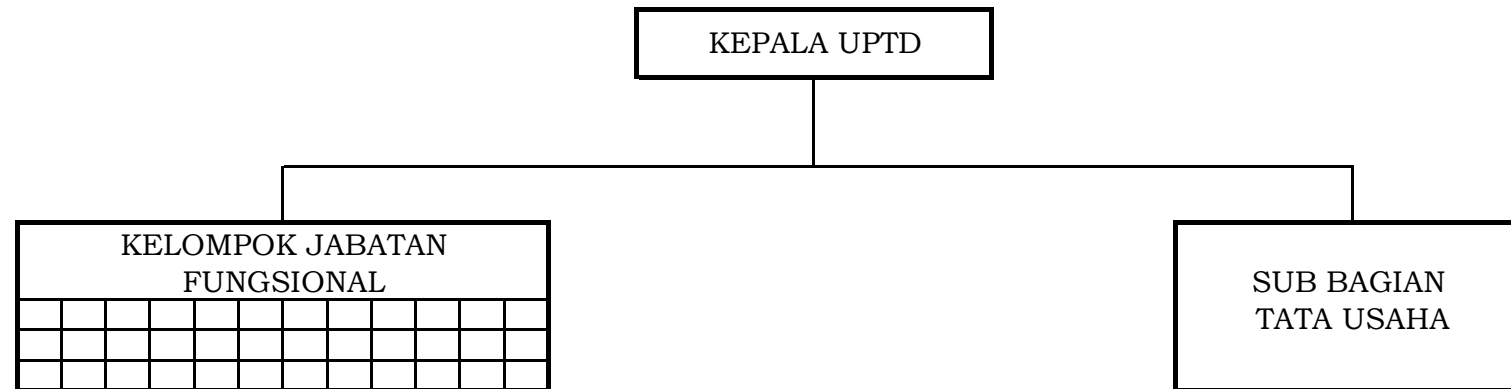 KEPALA UPTD
KELOMPOK JABATAN
FUNGSIONAL
SUB BAGIAN
TATA USAHA